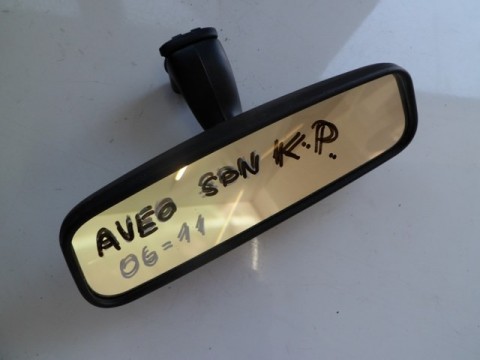 AVEO SDN K.P.
06=11